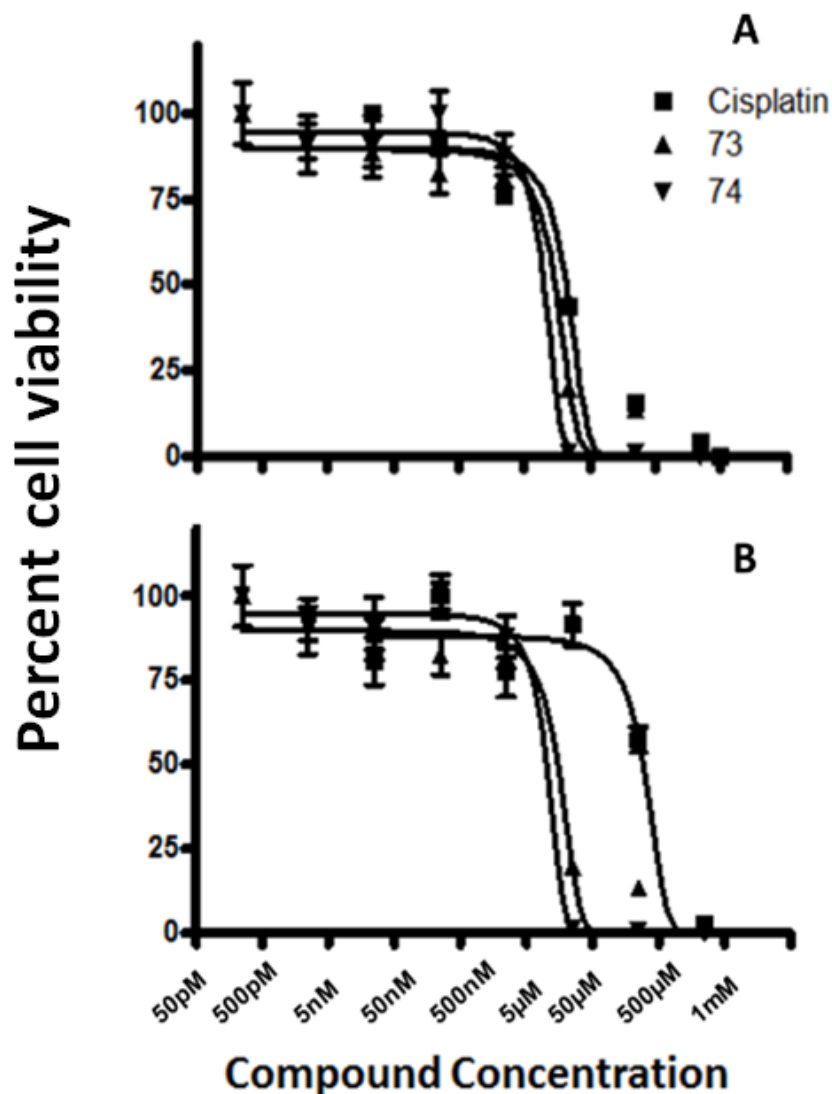 A
Cisplatin
73
74
100
75
50
25
0
Percent cell viability
B
100
75
50
25
0
50pM
500pM
5nM
50nM
500nM
5µM
50µM
500µM
1mM
Compound Concentration